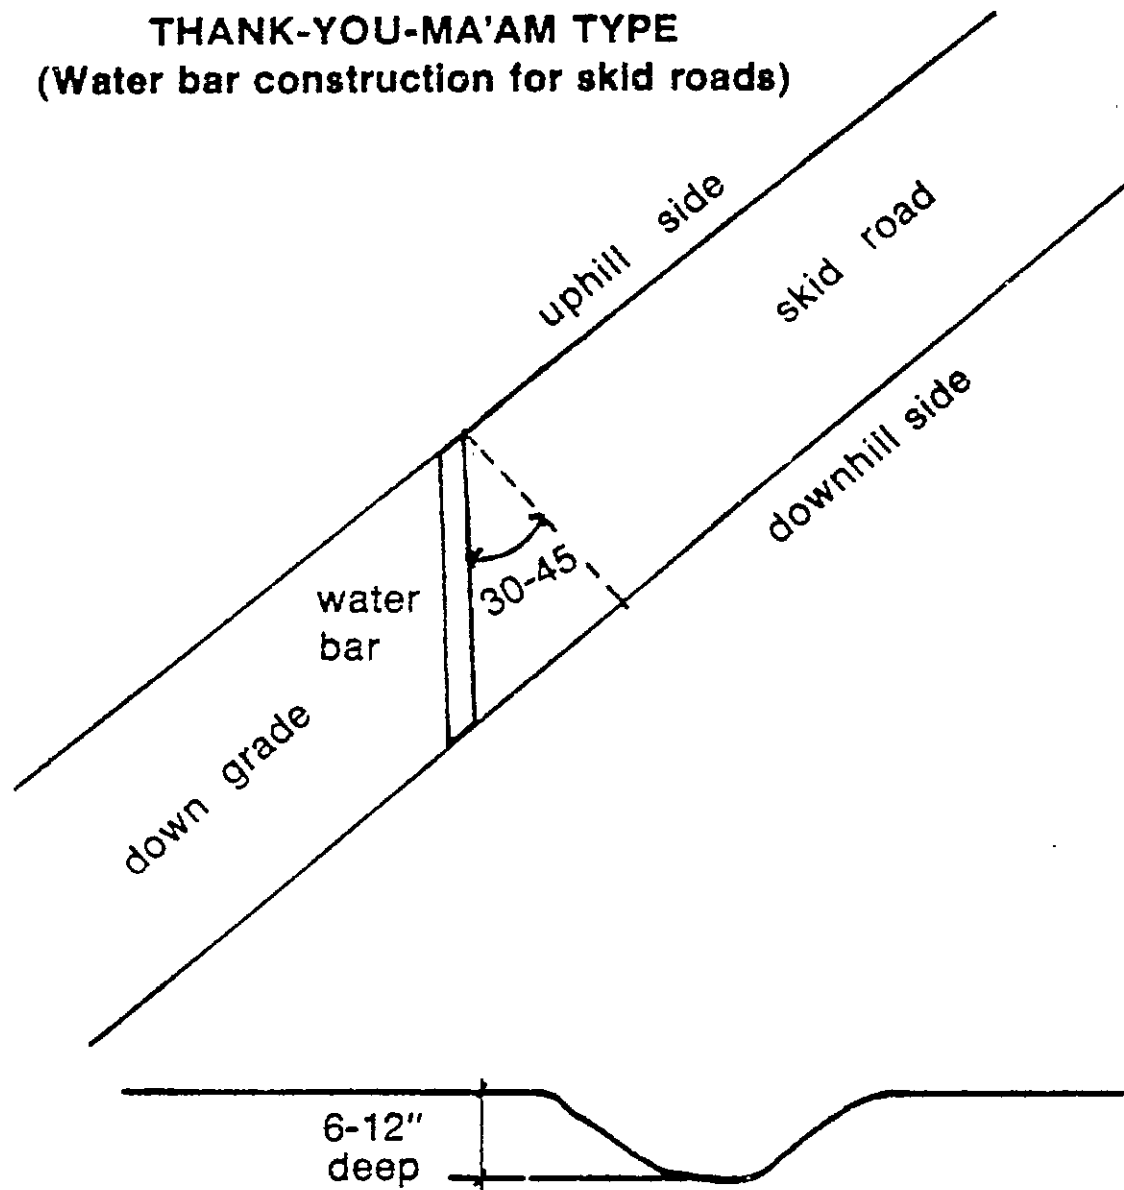 THANK-YOU-MA'AM TYPE
(Water bar construction for skid roads)
uphill side
skid road
downhill side
30-45
water
bar
down grade
6-12"
deep